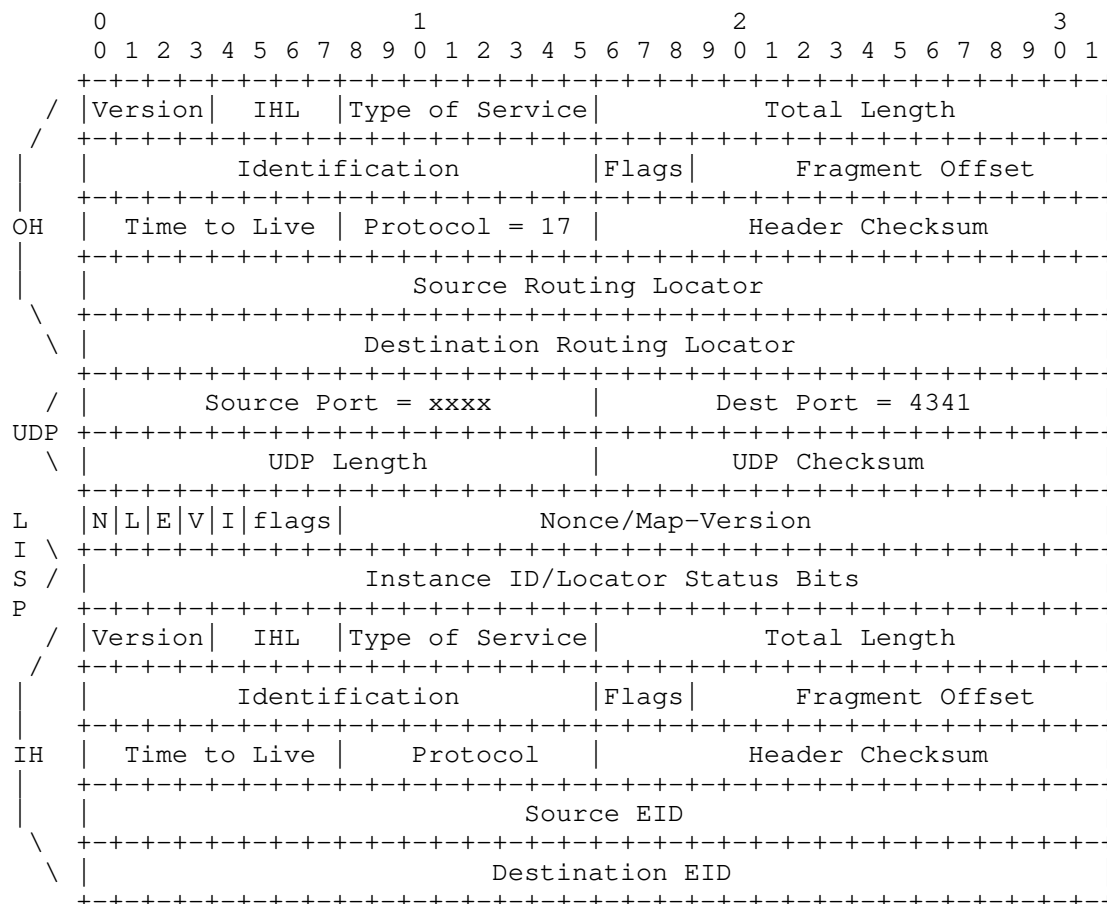 0                   1                   2                   3
 0 1 2 3 4 5 6 7 8 9 0 1 2 3 4 5 6 7 8 9 0 1 2 3 4 5 6 7 8 9 0 1
+-+-+-+-+-+-+-+-+-+-+-+-+-+-+-+-+-+-+-+-+-+-+-+-+-+-+-+-+-+-+-+-
/ |Version| IHL |Type of Service| Total Length
/ +-+-+-+-+-+-+-+-+-+-+-+-+-+-+-+-+-+-+-+-+-+-+-+-+-+-+-+-+-+-+-+-
| | Identification |Flags| Fragment Offset
| +-+-+-+-+-+-+-+-+-+-+-+-+-+-+-+-+-+-+-+-+-+-+-+-+-+-+-+-+-+-+-+-
OH | Time to Live | Protocol = 17 | Header Checksum
| +-+-+-+-+-+-+-+-+-+-+-+-+-+-+-+-+-+-+-+-+-+-+-+-+-+-+-+-+-+-+-+-
| | Source Routing Locator
\ +-+-+-+-+-+-+-+-+-+-+-+-+-+-+-+-+-+-+-+-+-+-+-+-+-+-+-+-+-+-+-+-
\ | Destination Routing Locator
+-+-+-+-+-+-+-+-+-+-+-+-+-+-+-+-+-+-+-+-+-+-+-+-+-+-+-+-+-+-+-+-
/ | Source Port = xxxx | Dest Port = 4341
UDP +-+-+-+-+-+-+-+-+-+-+-+-+-+-+-+-+-+-+-+-+-+-+-+-+-+-+-+-+-+-+-+-
\ | UDP Length | UDP Checksum
+-+-+-+-+-+-+-+-+-+-+-+-+-+-+-+-+-+-+-+-+-+-+-+-+-+-+-+-+-+-+-+-
L |N|L|E|V|I|flags| Nonce/Map-Version
I \ +-+-+-+-+-+-+-+-+-+-+-+-+-+-+-+-+-+-+-+-+-+-+-+-+-+-+-+-+-+-+-+-
S / | Instance ID/Locator Status Bits
P +-+-+-+-+-+-+-+-+-+-+-+-+-+-+-+-+-+-+-+-+-+-+-+-+-+-+-+-+-+-+-+-
/ |Version| IHL |Type of Service| Total Length
/ +-+-+-+-+-+-+-+-+-+-+-+-+-+-+-+-+-+-+-+-+-+-+-+-+-+-+-+-+-+-+-+-
| | Identification |Flags| Fragment Offset
| +-+-+-+-+-+-+-+-+-+-+-+-+-+-+-+-+-+-+-+-+-+-+-+-+-+-+-+-+-+-+-+-
IH | Time to Live | Protocol | Header Checksum
| +-+-+-+-+-+-+-+-+-+-+-+-+-+-+-+-+-+-+-+-+-+-+-+-+-+-+-+-+-+-+-+-
| | Source EID
\ +-+-+-+-+-+-+-+-+-+-+-+-+-+-+-+-+-+-+-+-+-+-+-+-+-+-+-+-+-+-+-+-
\ | Destination EID
+-+-+-+-+-+-+-+-+-+-+-+-+-+-+-+-+-+-+-+-+-+-+-+-+-+-+-+-+-+-+-+-